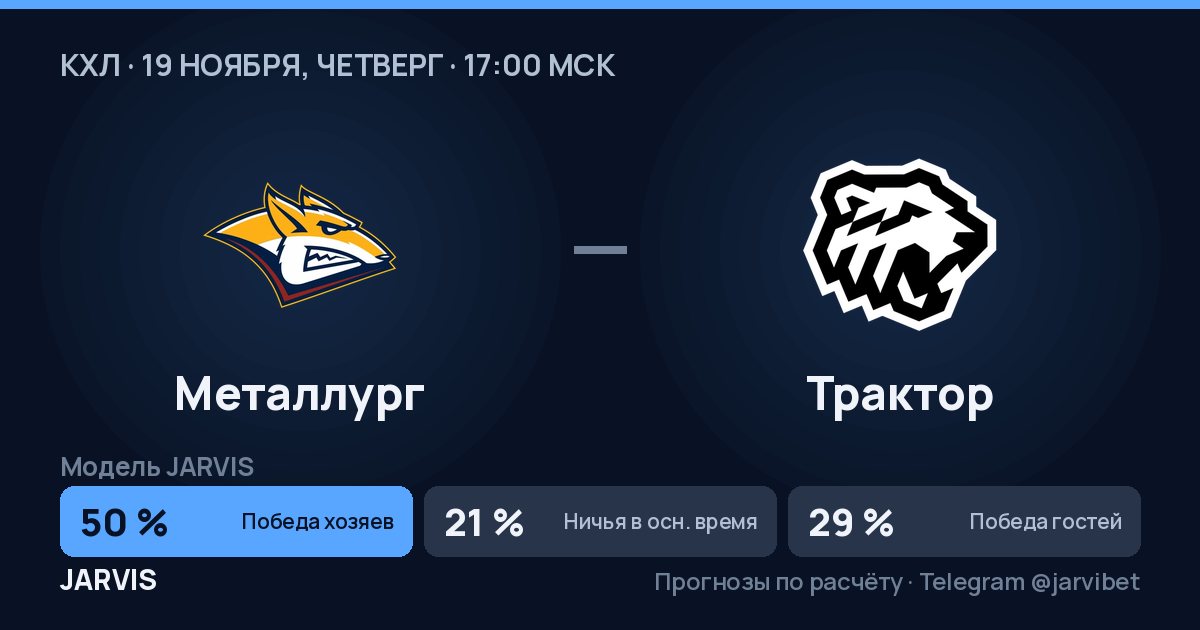 КХЛ · 19 НОЯБРЯ, ЧЕТВЕРГ · 17:00 МСК
Металлург
Трактор
Модель JARVIS
50 % Победа хозяев
21 % Ничья в осн. время
29 % Победа гостей
JARVIS
Прогнозы по расчёту · Telegram @jarvibet